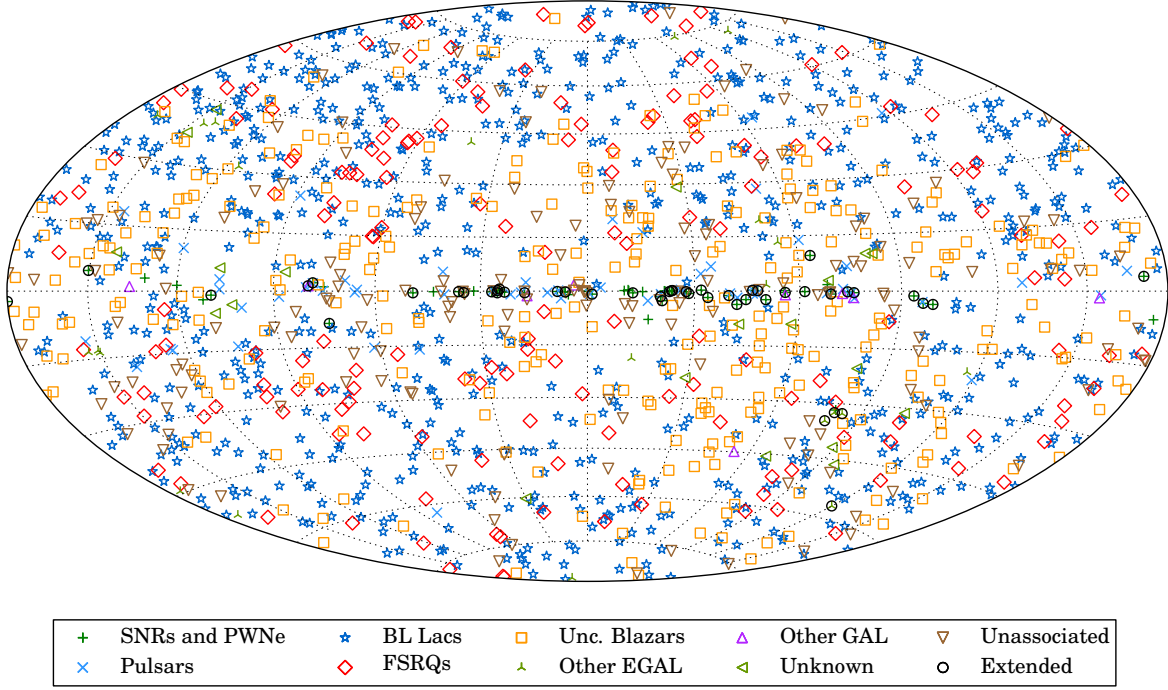 SNRs and PWNe BL Lacs Unc. Blazars Other GAL Unassociated
Pulsars FSRQs Other EGAL Unknown Extended